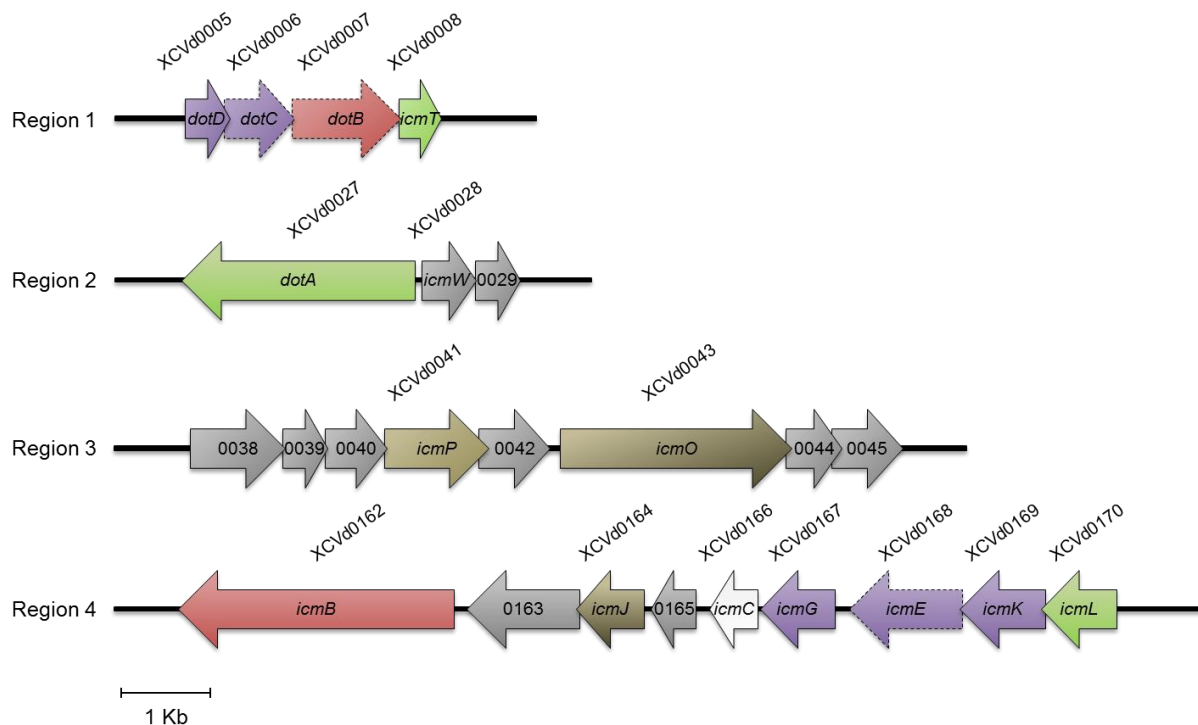 XCVd0005 XCVd0006 XCVd0007 XCVd0008
Region 1 dotD dotC dotB icmT
XCVd0027 XCVd0028
Region 2 dotA icmW 0029
XCVd0041 XCVd0043
Region 3 0038 0039 0040 icmP 0042 icmO 0044 0045
XCVd0162 XCVd0164 XCVd0166 XCVd0167 XCVd0168 XCVd0169 XCVd0170
Region 4 icmB 0163 icmJ 0165 icmC icmG icmE icmK icmL
1 Kb